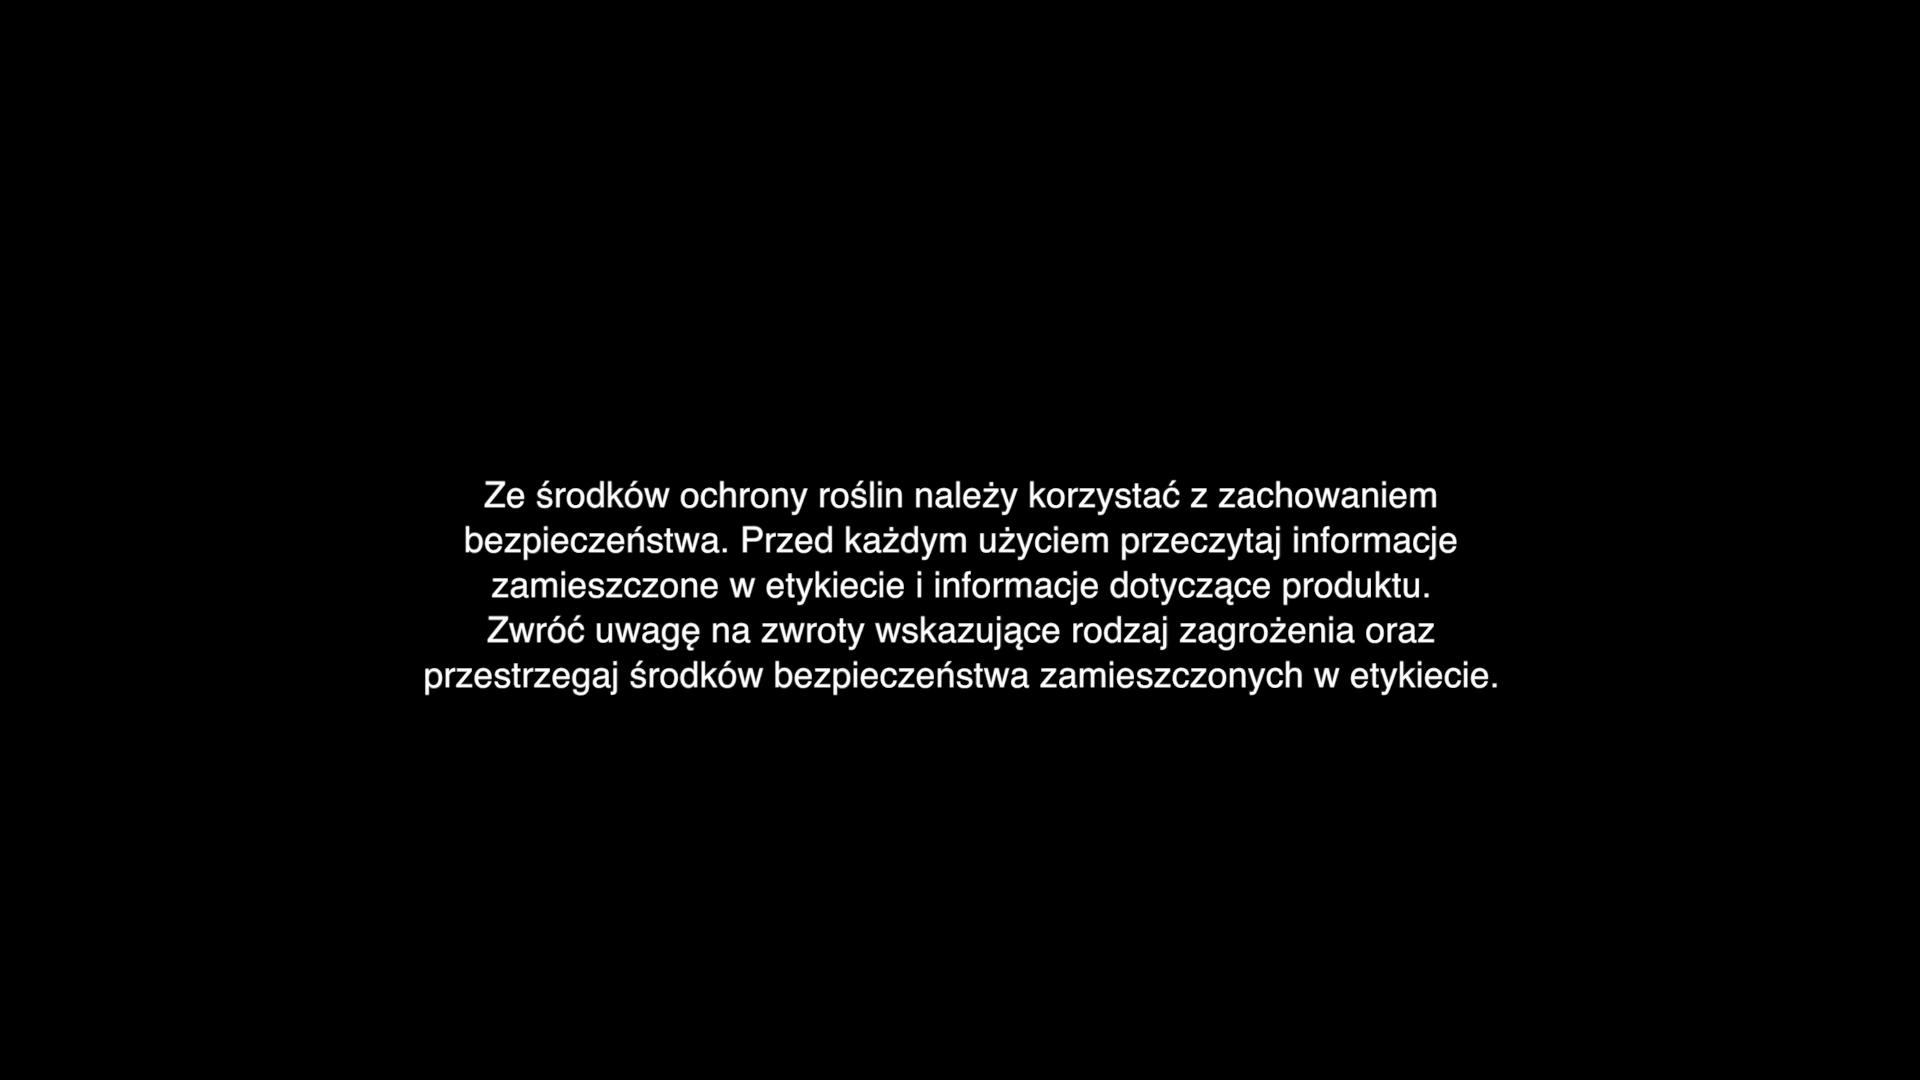 Ze środków ochrony roślin należy korzystać z zachowaniem
bezpieczeństwa. Przed każdym użyciem przeczytaj informacje
zamieszczone w etykiecie i informacje dotyczące produktu.
Zwróć uwagę na zwroty wskazujące rodzaj zagrożenia oraz
przestrzegaj środków bezpieczeństwa zamieszczonych w etykiecie.